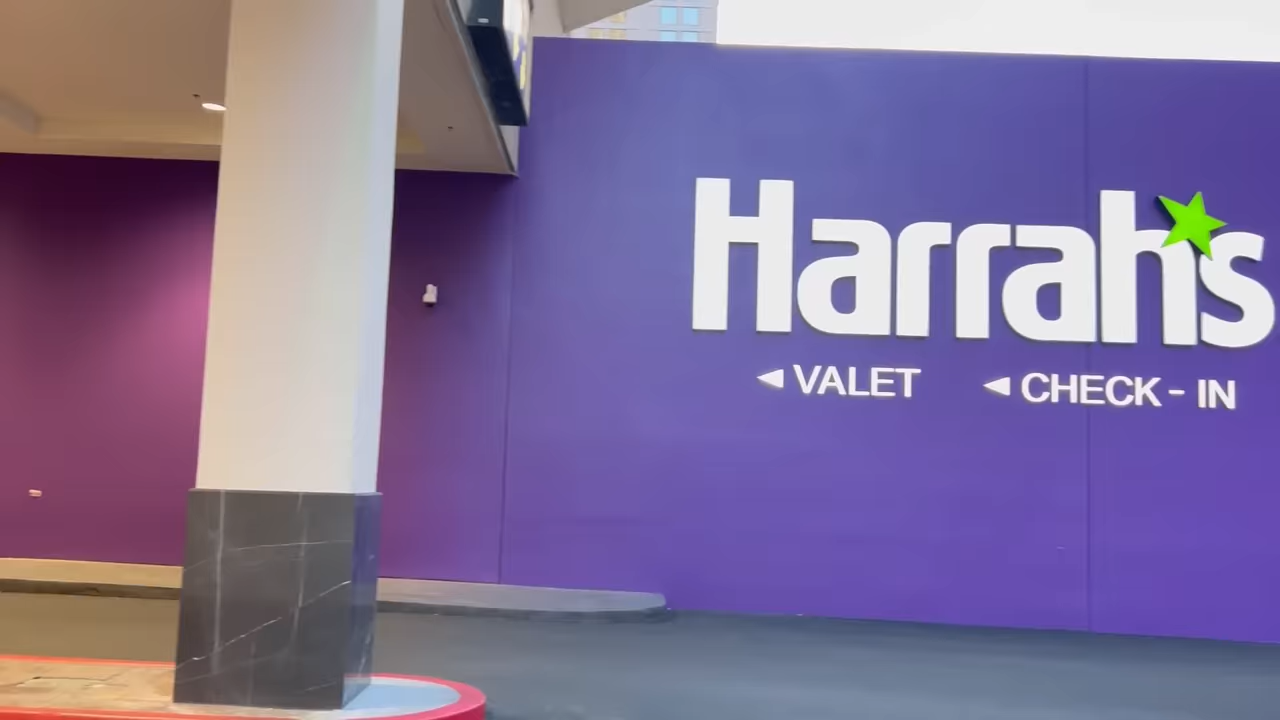 Harrah's
◄ VALET ◄ CHECK - IN